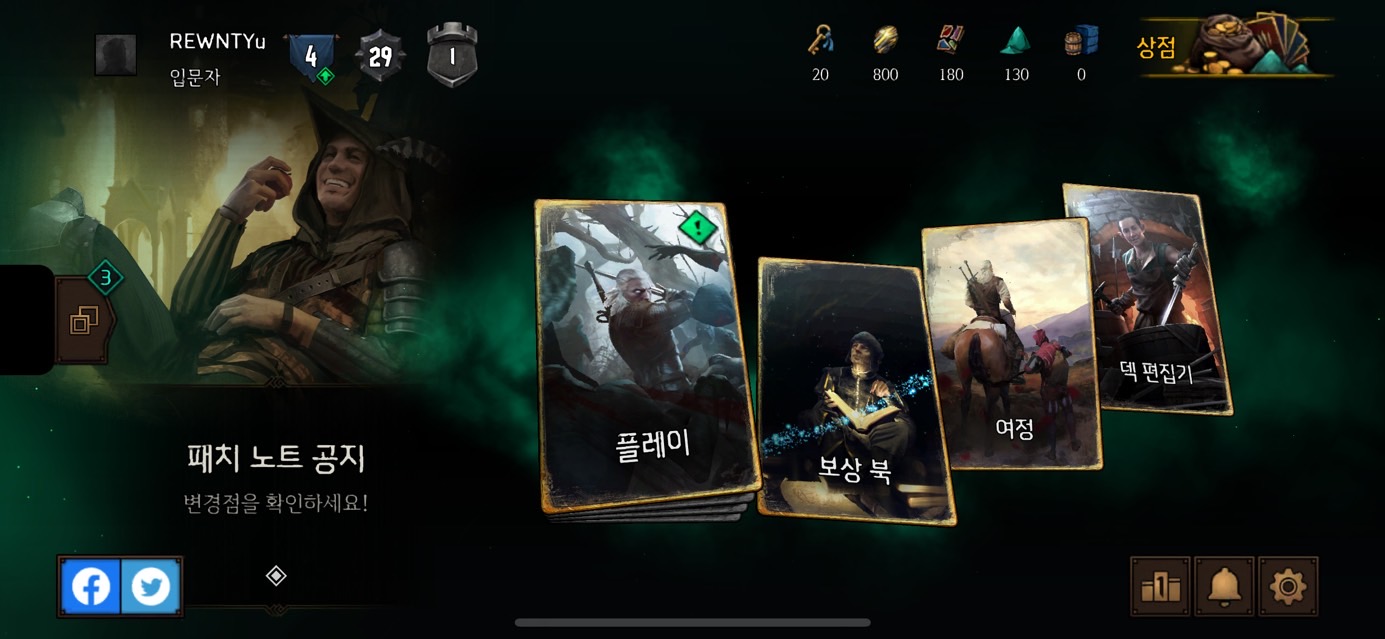 REWNTYu
입문자
4
29
1
20
800
180
130
0
상점
3
플레이
보상 북
여정
덱 편집기
패치 노트 공지
변경점을 확인하세요!
1